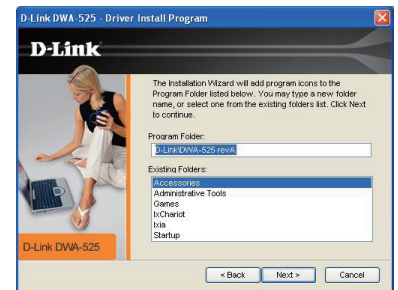 D-Link DWA-525 - Driver Install Program
D-Link
The Installation Wizard will add program icons to the
Program Folder listed below. You may type a new folder
name, or select one from the existing folders list. Click Next
to continue.
Program Folder:
D-Link\DWA-525 revA
Existing Folders:
Accessories
Administrative Tools
Games
IxChariot
Ixia
Startup
D-Link DWA-525
< Back
Next >
Cancel